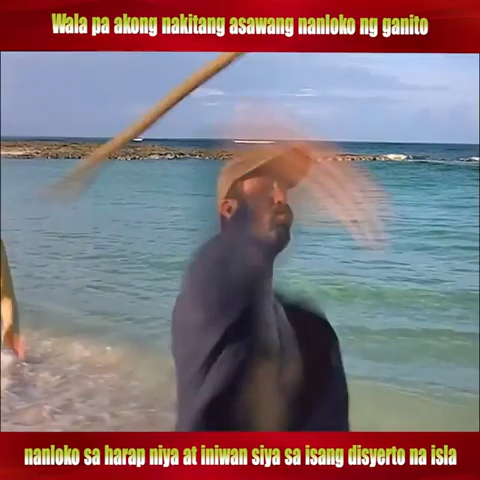 Wala pa akong nakitang asawang nanloko ng ganito
nanloko sa harap niya at iniwan siya sa isang disyerto na isla